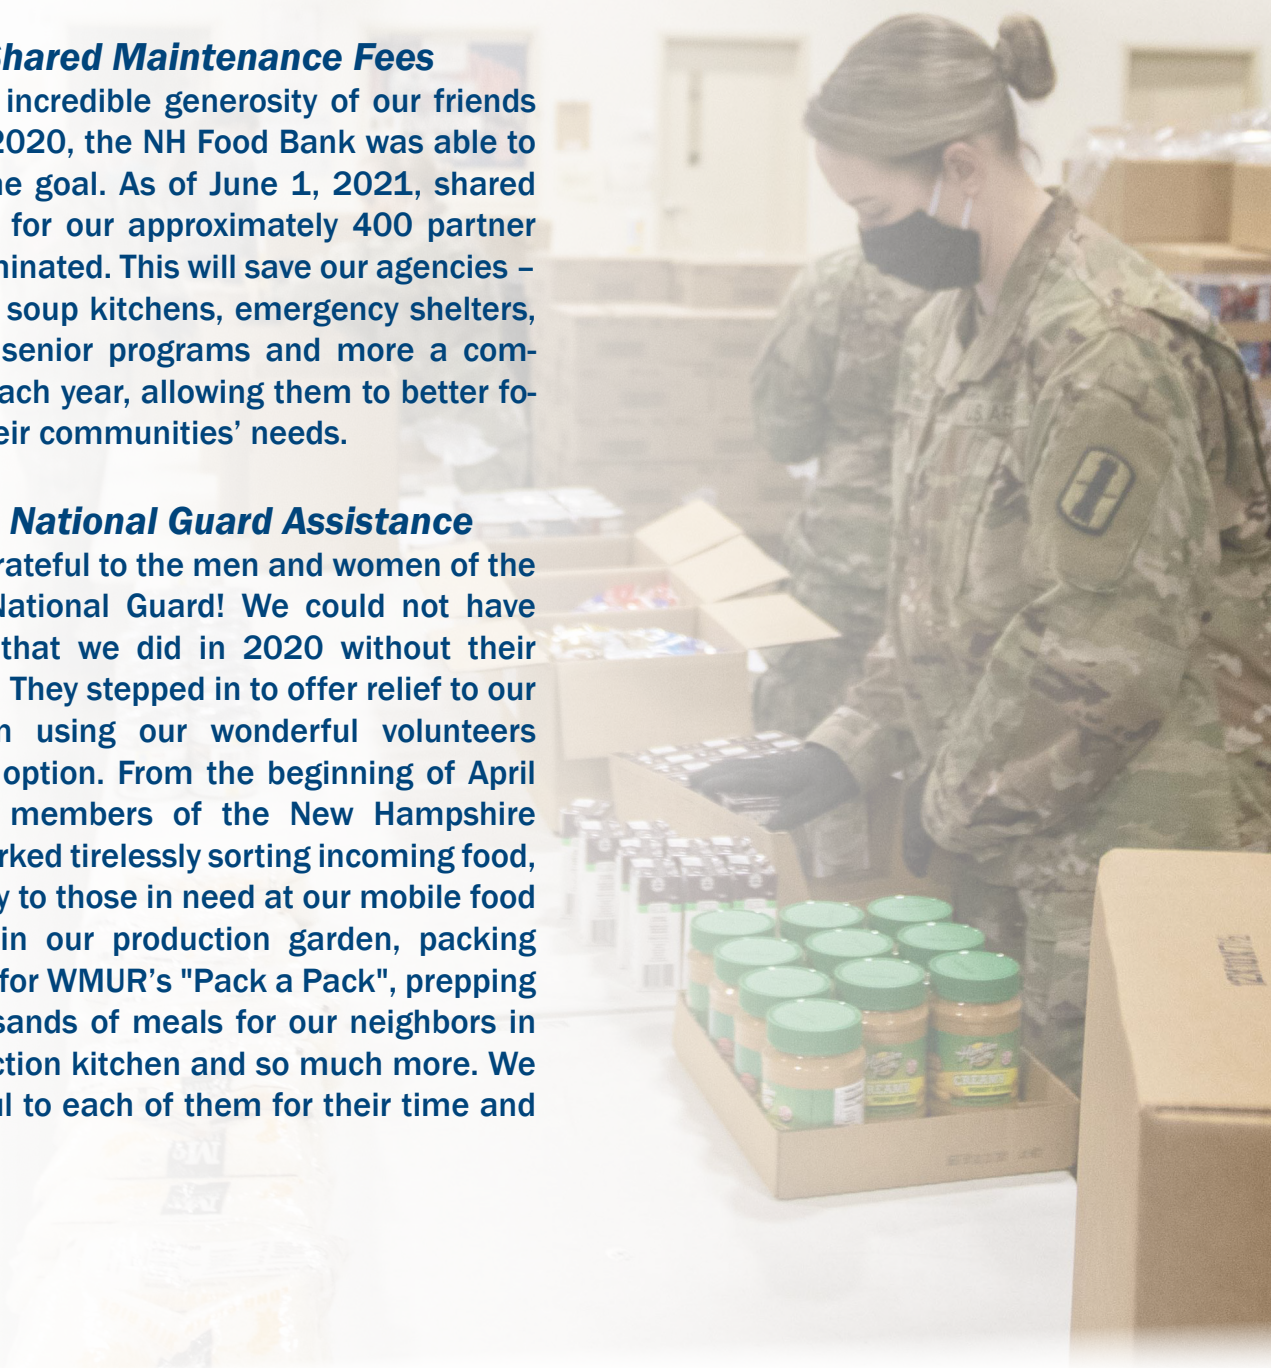 hared Maintenance Fees
incredible generosity of our friends
2020, the NH Food Bank was able to
ne goal. As of June 1, 2021, shared
for our approximately 400 partner
minated. This will save our agencies –
soup kitchens, emergency shelters,
senior programs and more a com-
ach year, allowing them to better fo-
eir communities' needs.
National Guard Assistance
rateful to the men and women of the
National Guard! We could not have
that we did in 2020 without their
They stepped in to offer relief to our
n using our wonderful volunteers
option. From the beginning of April
members of the New Hampshire
rked tirelessly sorting incoming food,
y to those in need at our mobile food
in our production garden, packing
for WMUR's "Pack a Pack", prepping
sands of meals for our neighbors in
ction kitchen and so much more. We
ul to each of them for their time and
U.S. AR
CREAMY